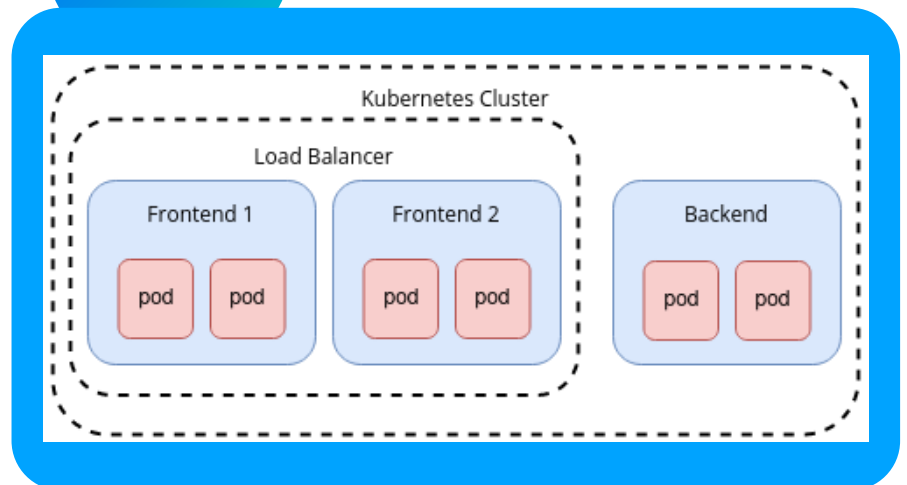 Kubernetes Cluster
Load Balancer
Frontend 1
Frontend 2
Backend
pod
pod
pod
pod
pod
pod